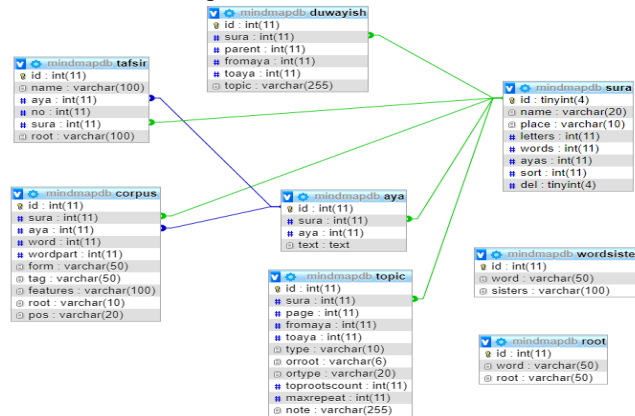 mindmapdb duwayish
id : int(11)
sura : int(11)
parent : int(11)
fromaya : int(11)
toaya : int(11)
topic : varchar(255)
mindmapdb tafsir
id : int(11)
name : varchar(100)
aya : int(11)
no : int(11)
sura : int(11)
root : varchar(100)
mindmapdb sura
id : tinyint(4)
name : varchar(20)
place : varchar(10)
letters : int(11)
words : int(11)
ayas : int(11)
sort : int(11)
del : tinyint(4)
mindmapdb corpus
id : int(11)
sura : int(11)
aya : int(11)
word : int(11)
wordpart : int(11)
form : varchar(50)
tag : varchar(50)
features : varchar(100)
root : varchar(10)
pos : varchar(20)
mindmapdb aya
id : int(11)
sura : int(11)
aya : int(11)
text : text
mindmapdb wordsiste
id : int(11)
word : varchar(50)
sisters : varchar(100)
mindmapdb topic
id : int(11)
sura : int(11)
page : int(11)
fromaya : int(11)
toaya : int(11)
type : varchar(10)
orroot : varchar(6)
ortype : varchar(20)
toprootscount : int(11)
maxrepeat : int(11)
note : varchar(255)
mindmapdb root
id : int(11)
word : varchar(50)
root : varchar(50)